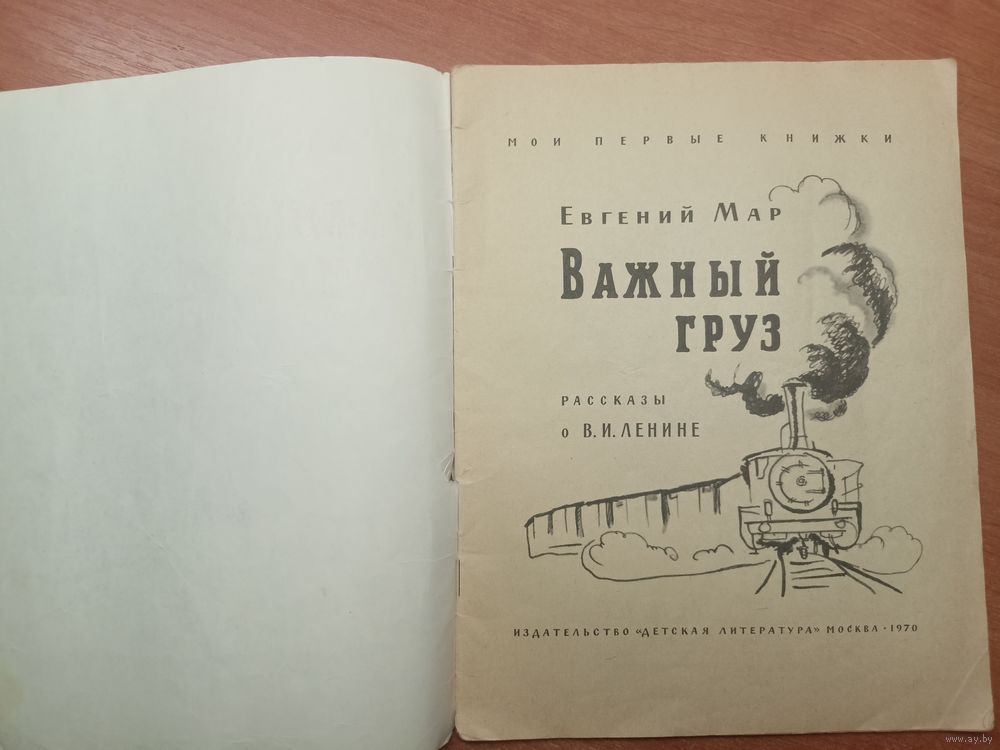 МОИ ПЕРВЫЕ КНИЖКИ
ЕВГЕНИЙ МАР
ВАЖНЫЙ
ГРУЗ
РАССКАЗЫ
О В.И.ЛЕНИНЕ
ИЗДАТЕЛЬСТВО «ДЕТСКАЯ ЛИТЕРАТУРА» МОСКВА · 1970
www.ay.by